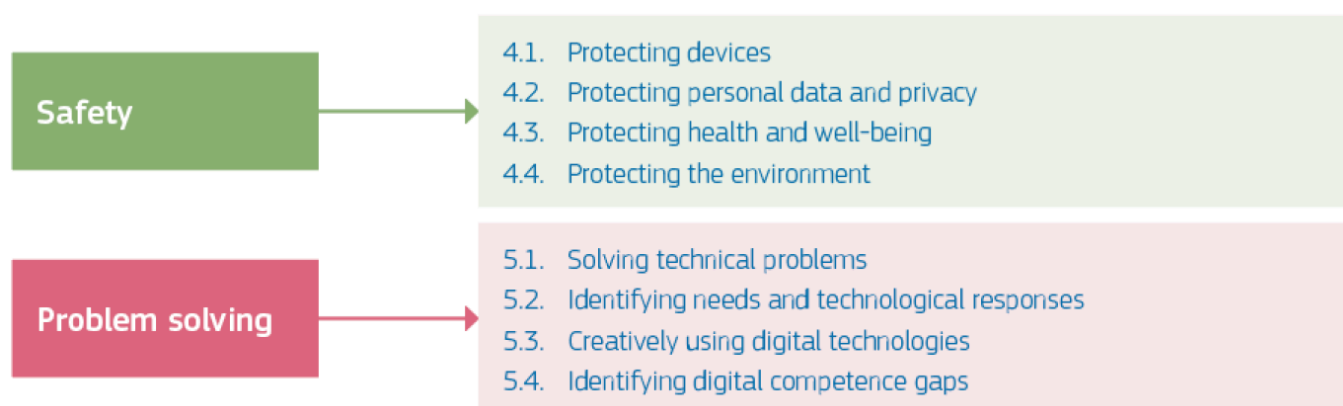 Safety
4.1. Protecting devices
4.2. Protecting personal data and privacy
4.3. Protecting health and well-being
4.4. Protecting the environment
Problem solving
5.1. Solving technical problems
5.2. Identifying needs and technological responses
5.3. Creatively using digital technologies
5.4. Identifying digital competence gaps